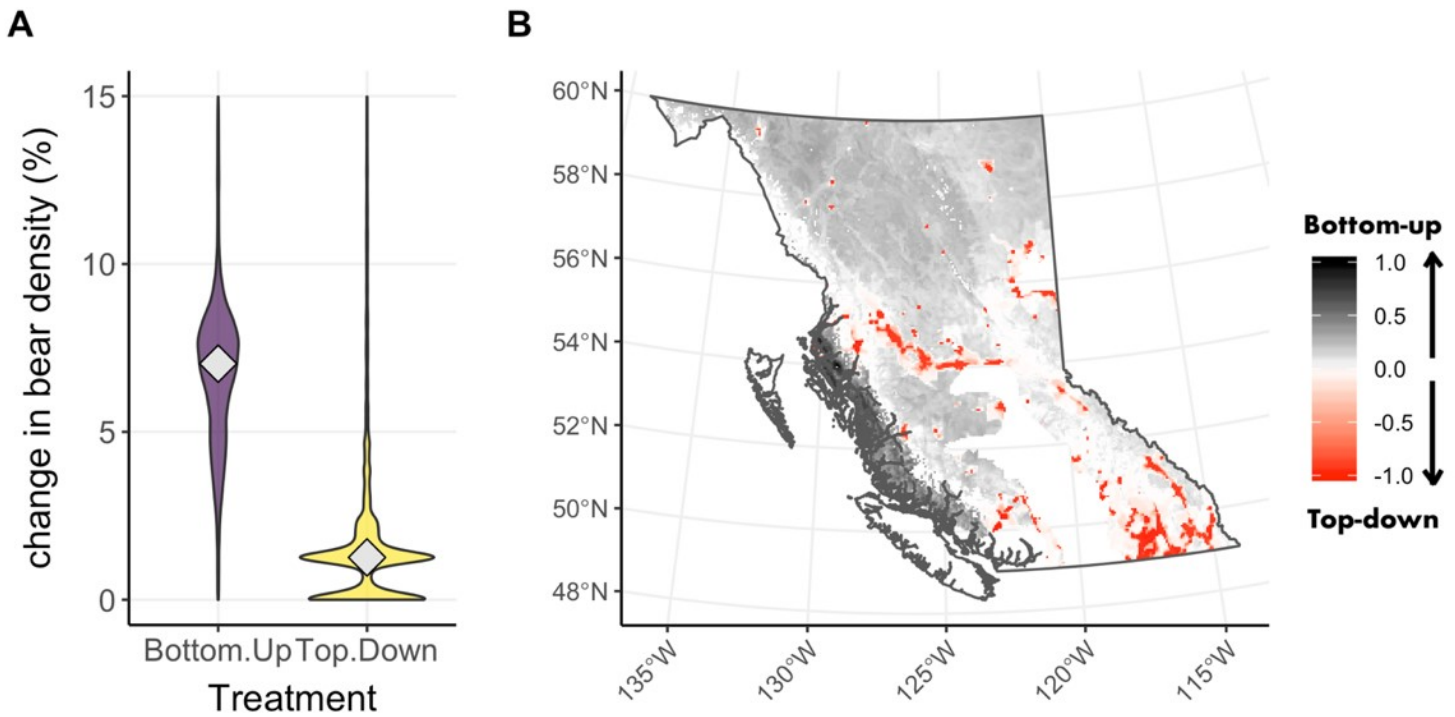 A
B
change in bear density (%)
15
10
5
0
Bottom.Up Top.Down
Treatment
60°N
58°N
56°N
54°N
52°N
50°N
48°N
135°W
130°W
125°W
120°W
115°W
Bottom-up
1.0
0.5
0.0
-0.5
-1.0
Top-down